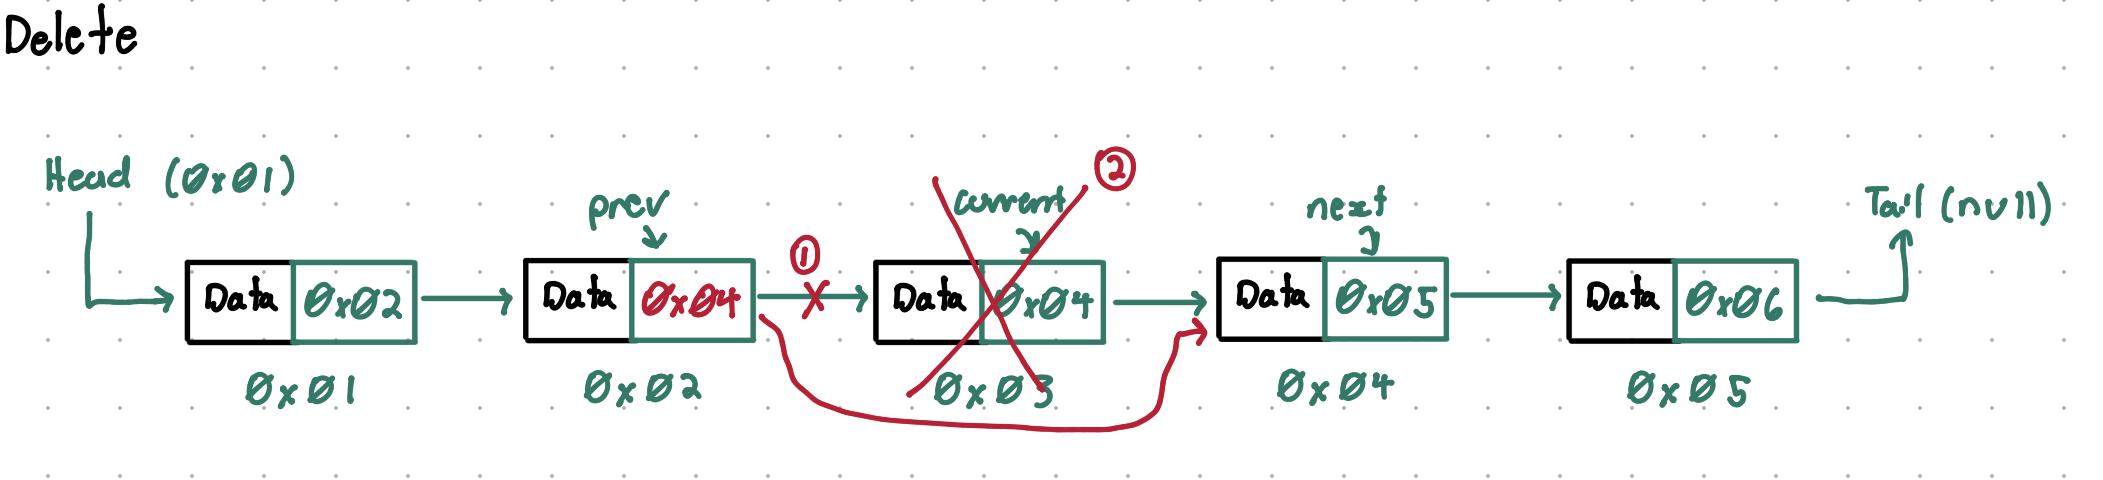 Delete
Head (0x01)
prev
current
②
next
Tail (null)
①
Data 0x02
Data 0x04
Data 0x04
Data 0x05
Data 0x06
0x01
0x02
0x03
0x04
0x05